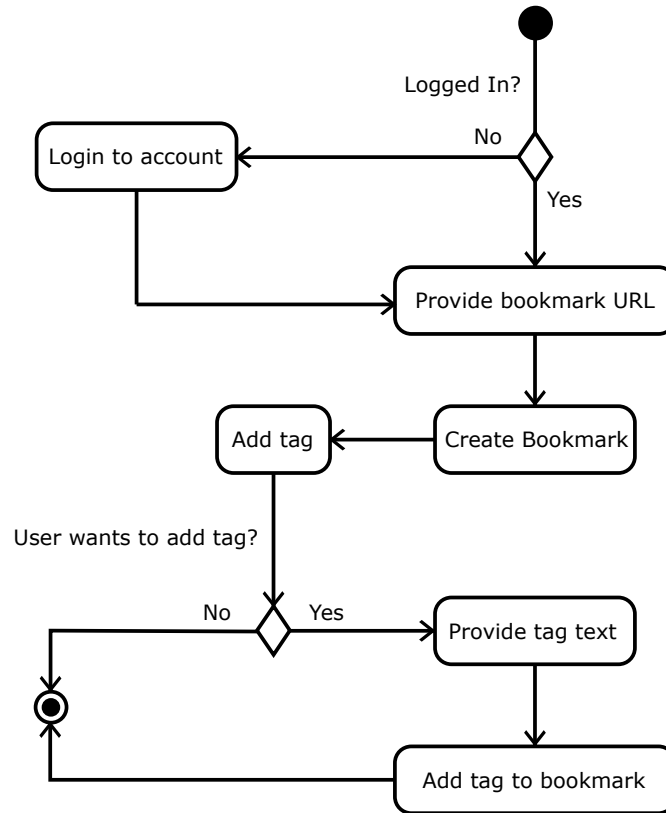 Logged In?
No
Login to account
Yes
Provide bookmark URL
Add tag
Create Bookmark
User wants to add tag?
No
Yes
Provide tag text
Add tag to bookmark